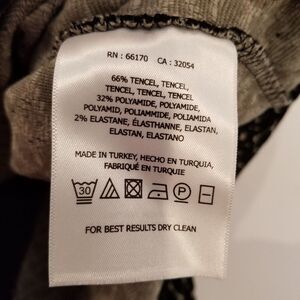 RN : 66170 CA : 32054
66% TENCEL, TENCEL,
TENCEL, TENCEL, TENCEL
32% POLYAMIDE, POLYAMIDE,
POLYAMID, POLIAMMIDE, POLIAMIDA
2% ELASTANE, ÉLASTHANNE, ELASTAN,
ELASTAN, ELASTANO
MADE IN TURKEY, HECHO EN TURQUIA,
FABRIQUÉ EN TURQUIE
30 P
FOR BEST RESULTS DRY CLEAN